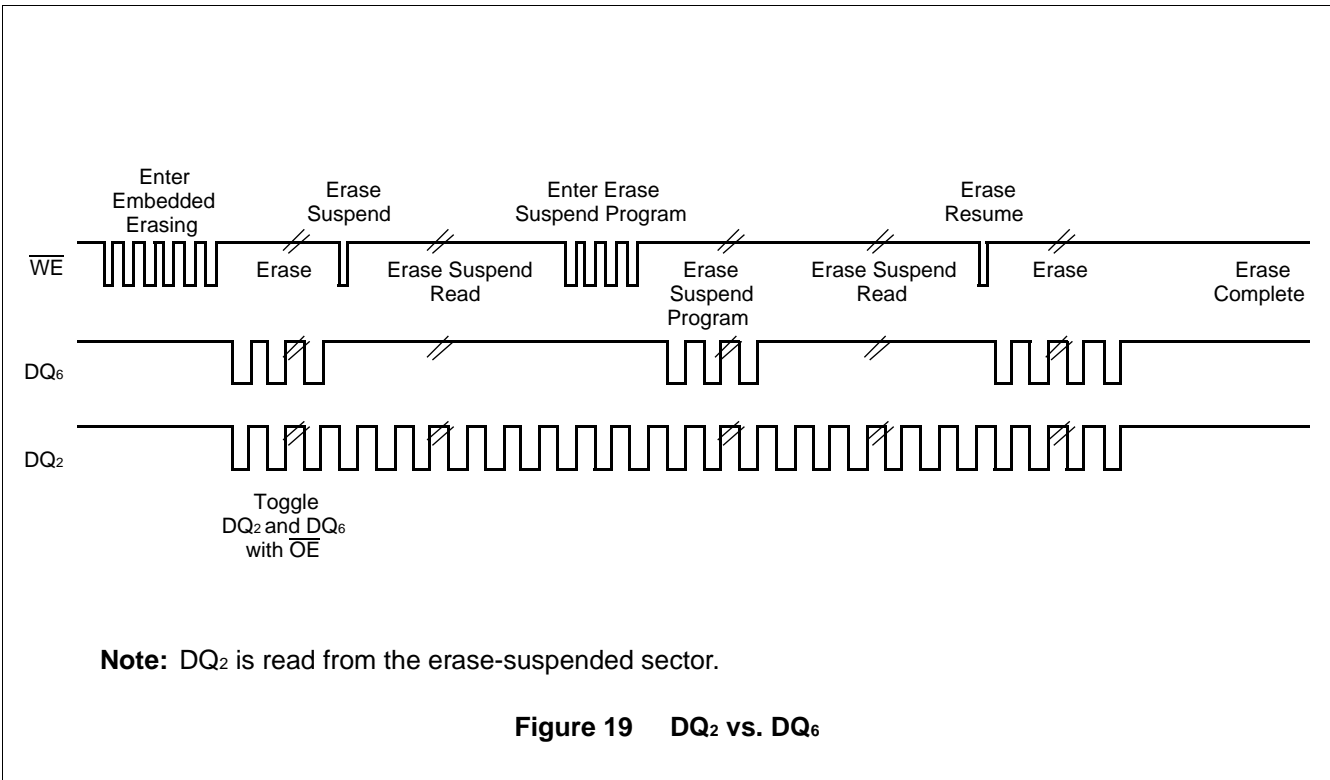 Enter
Embedded
Erasing
Erase
Suspend
Enter Erase
Suspend Program
Erase
Resume
WE
Erase
Erase Suspend
Read
Erase
Suspend
Program
Erase Suspend
Read
Erase
Erase
Complete
DQ6
DQ2
Toggle
DQ2 and DQ6
with OE
Note: DQ2 is read from the erase-suspended sector.
Figure 19 DQ2 vs. DQ6